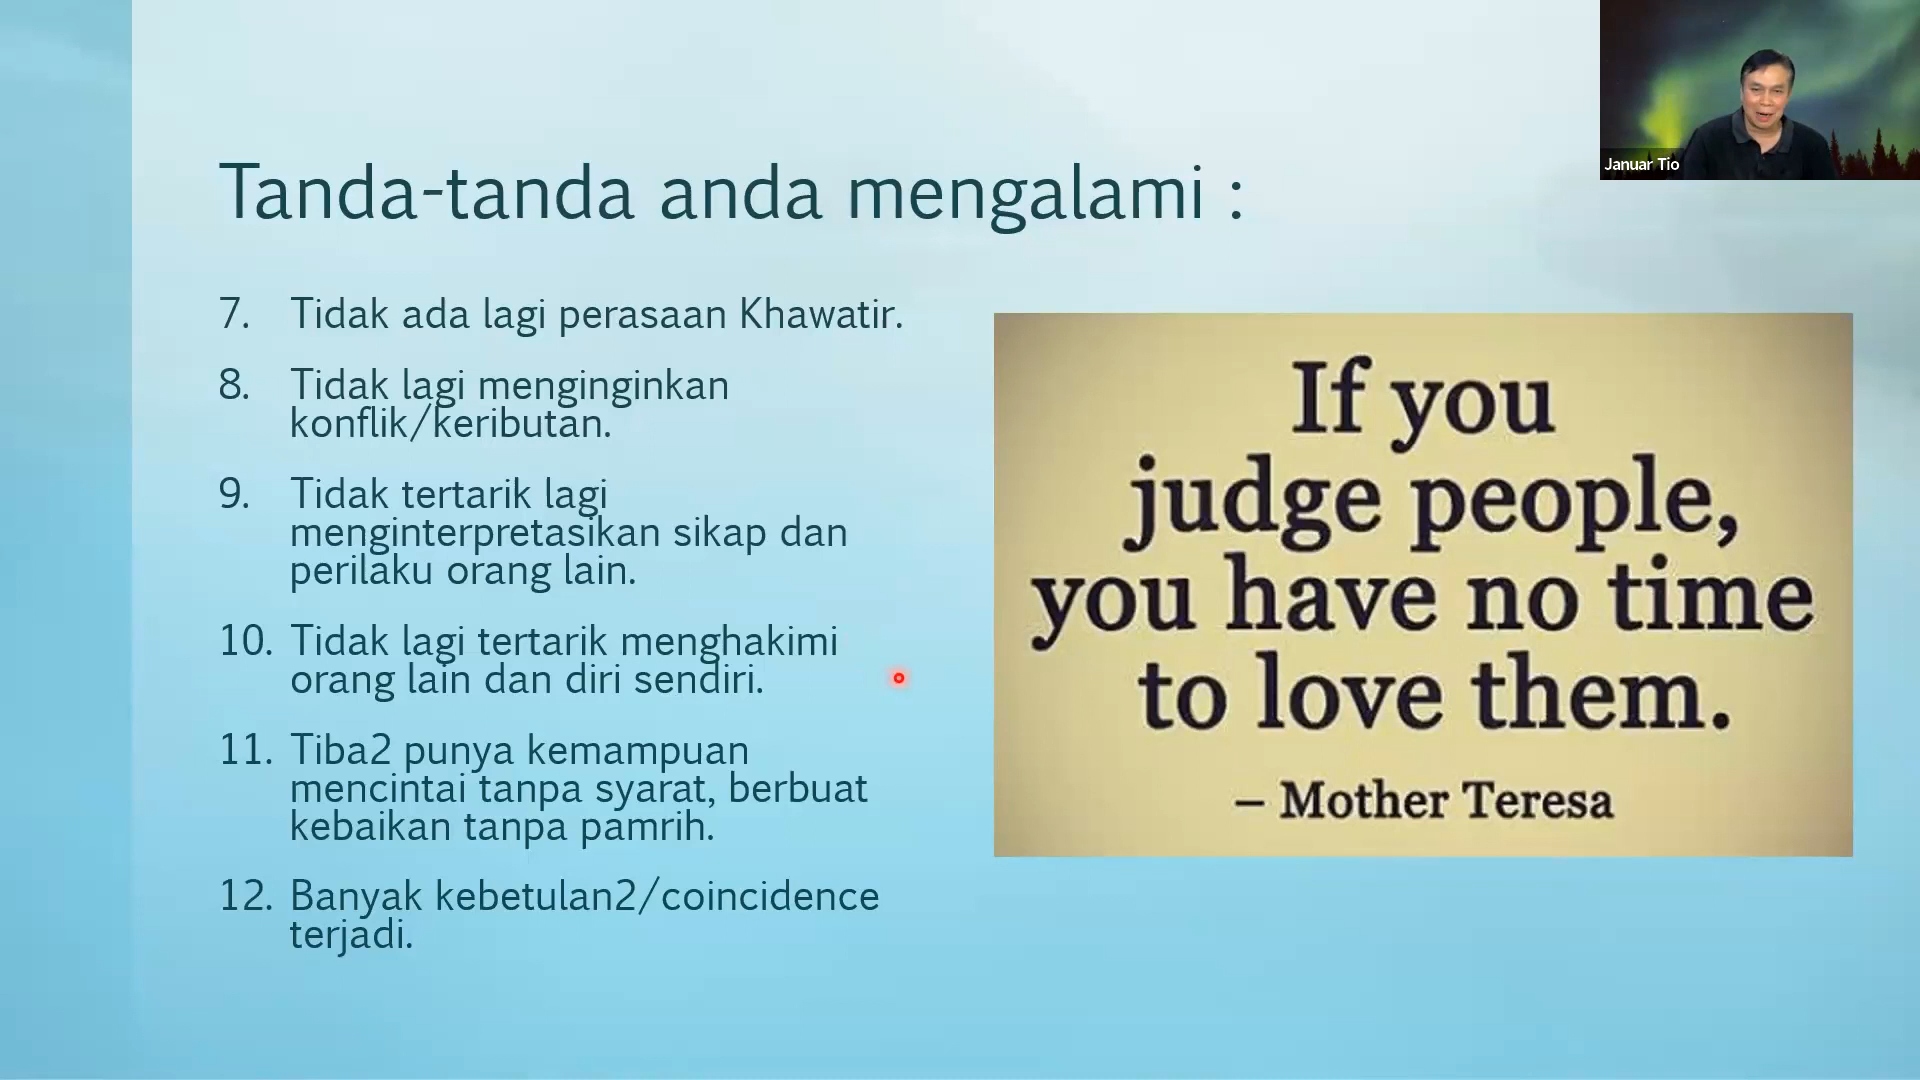 Januar Tio
Tanda-tanda anda mengalami :
7. Tidak ada lagi perasaan Khawatir.
8. Tidak lagi menginginkan
konflik/keributan.
9. Tidak tertarik lagi
menginterpretasikan sikap dan
perilaku orang lain.
10. Tidak lagi tertarik menghakimi
orang lain dan diri sendiri.
11. Tiba2 punya kemampuan
mencintai tanpa syarat, berbuat
kebaikan tanpa pamrih.
12. Banyak kebetulan2/coincidence
terjadi.
If you
judge people,
you have no time
to love them.
– Mother Teresa